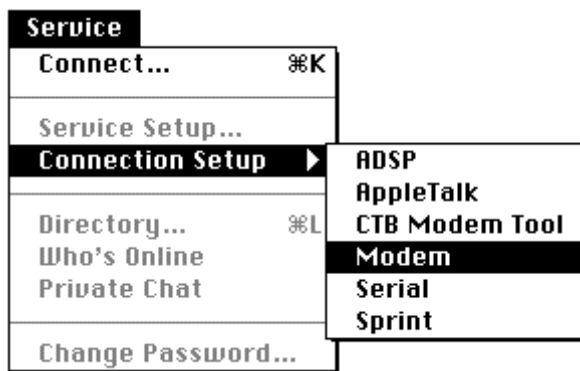 Service
Connect... ⌘K
Service Setup...
Connection Setup ▶
ADSP
AppleTalk
CTB Modem Tool
Modem
Serial
Sprint
Directory... ⌘L
Who's Online
Private Chat
Change Password...